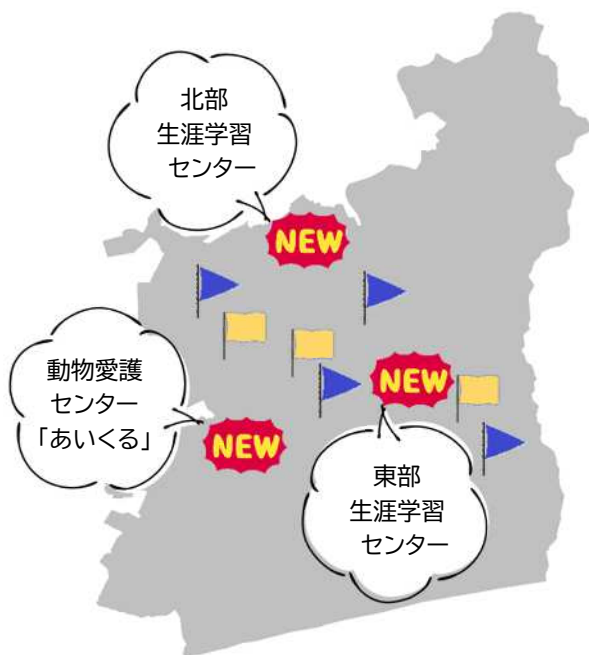 北部
生涯学習
センター
NEW
動物愛護
センター
「あいくる」
NEW
NEW
東部
生涯学習
センター